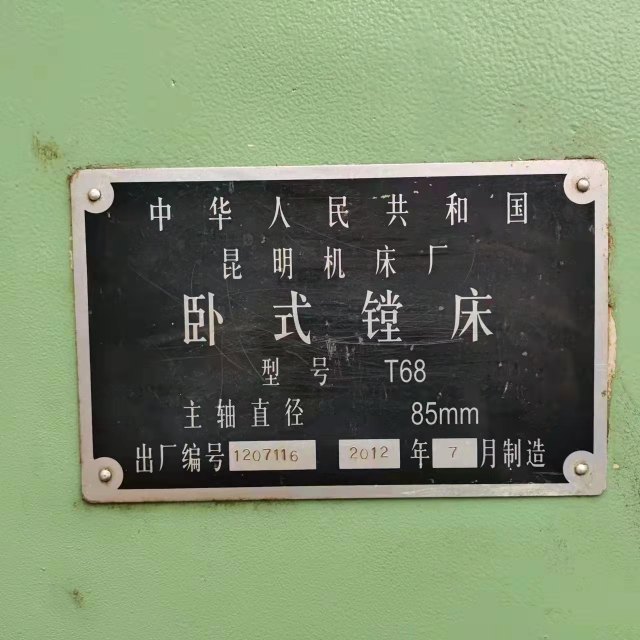 中华人民共和国
昆明机床厂
卧式镗床
型号 T68
主轴直径 85mm
出厂编号 1207116 2012 年 7 月制造